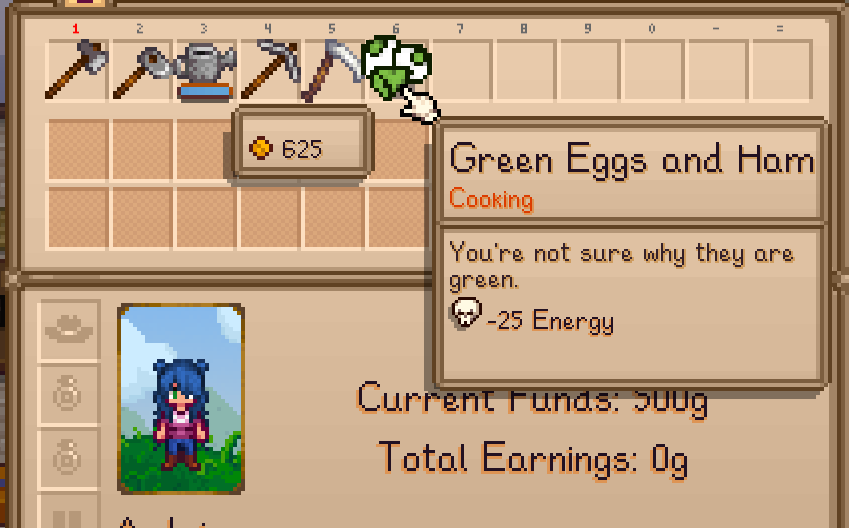 1 2 3 4 5 6 7 8 9 0 - =
625
Green Eggs and Ham
Cooking
You're not sure why they are
green.
-25 Energy
Current Funds: 500g
Total Earnings: 0g